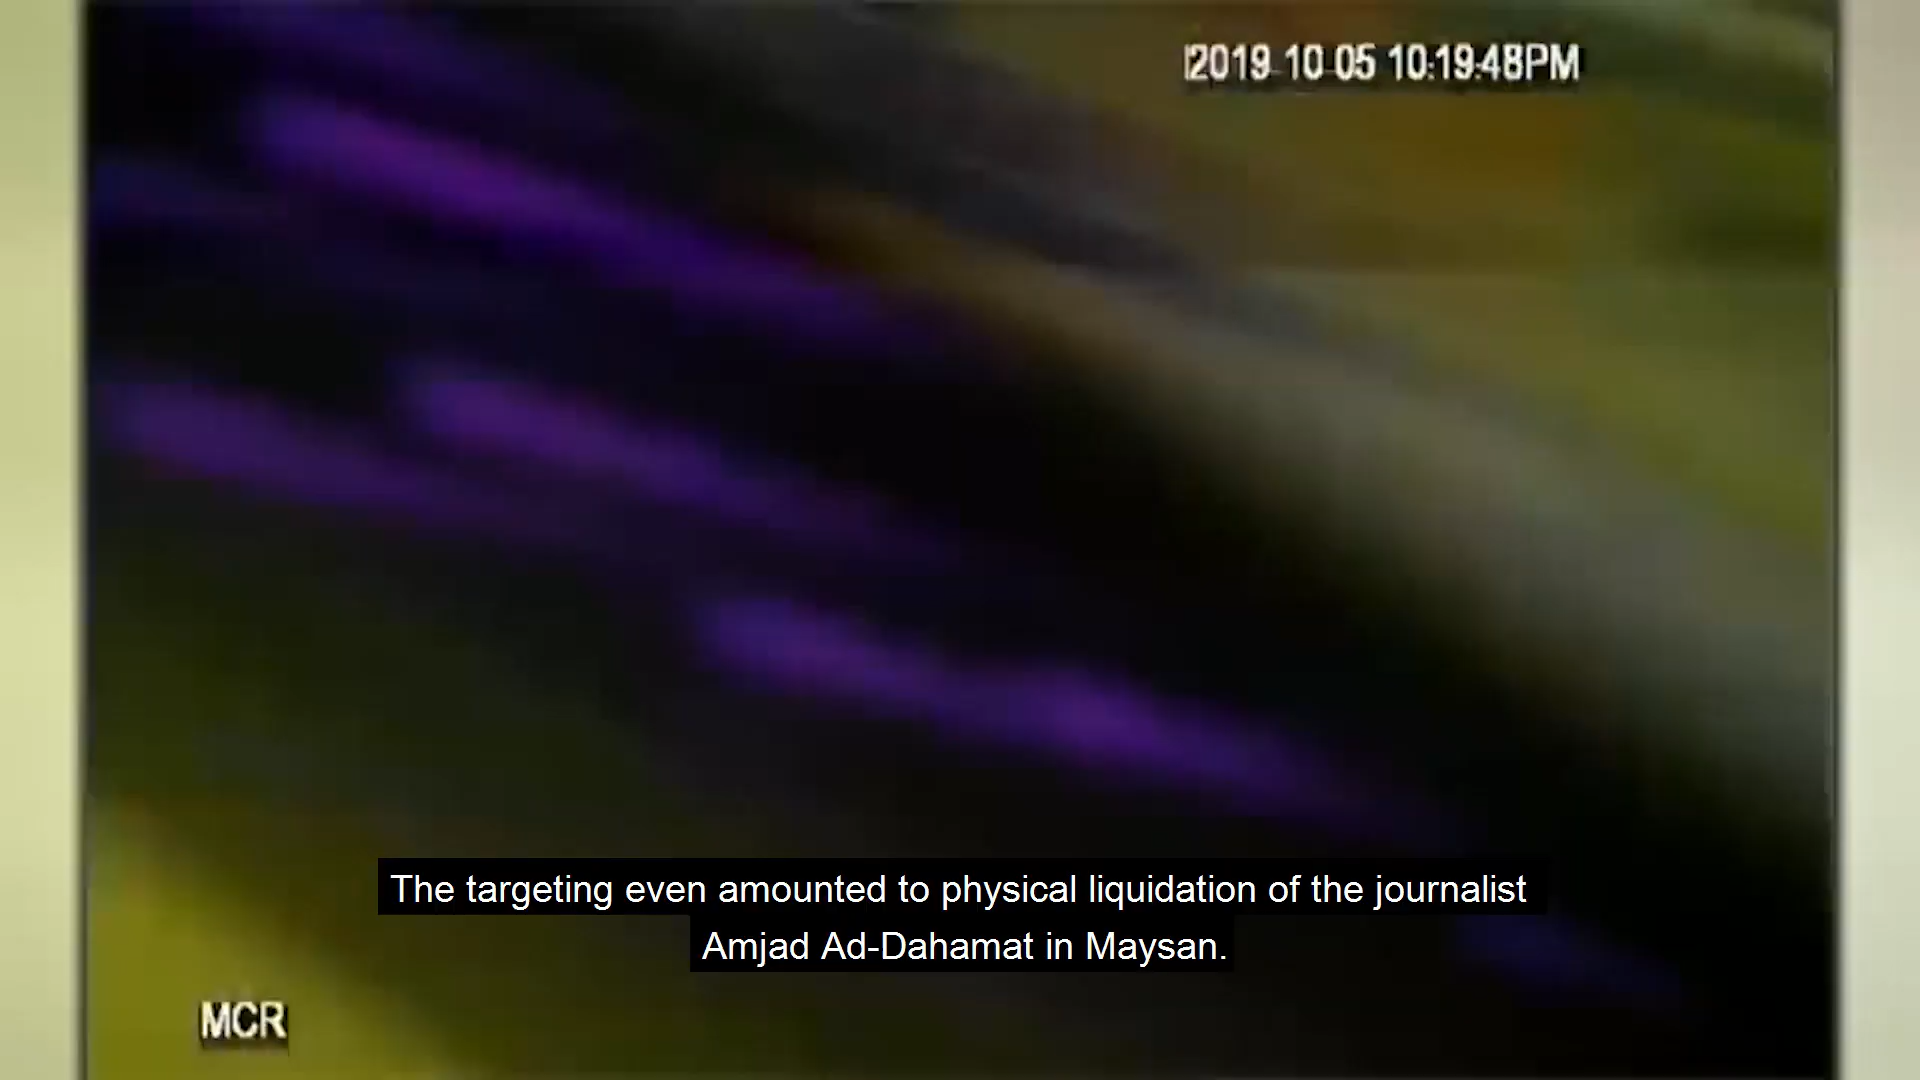 2019-10-05 10:19:48PM
The targeting even amounted to physical liquidation of the journalist
Amjad Ad-Dahamat in Maysan.
MCR